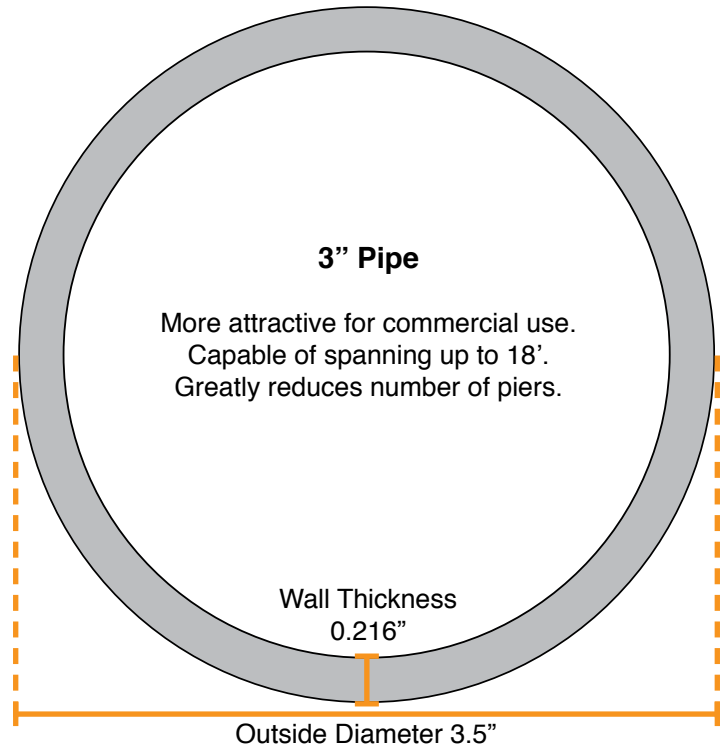 3” Pipe
More attractive for commercial use.
Capable of spanning up to 18’.
Greatly reduces number of piers.
Wall Thickness
0.216”
Outside Diameter 3.5”